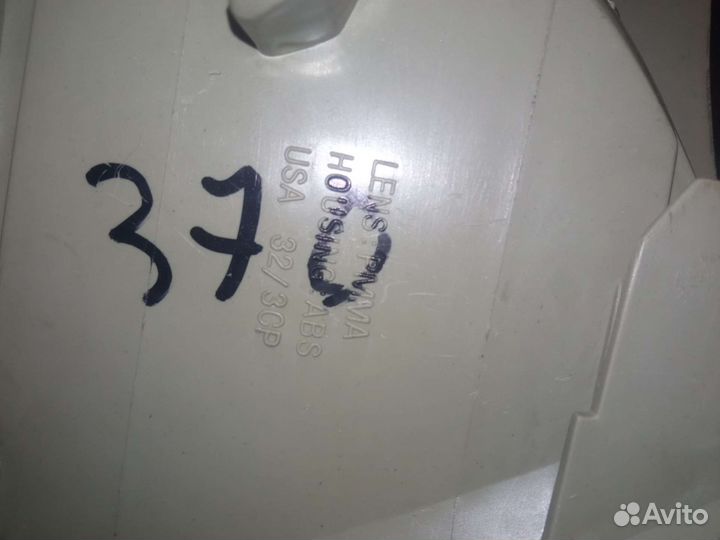 LENS : PMMA
HOUSING : ABS
USA 32/3CP
370
Avito